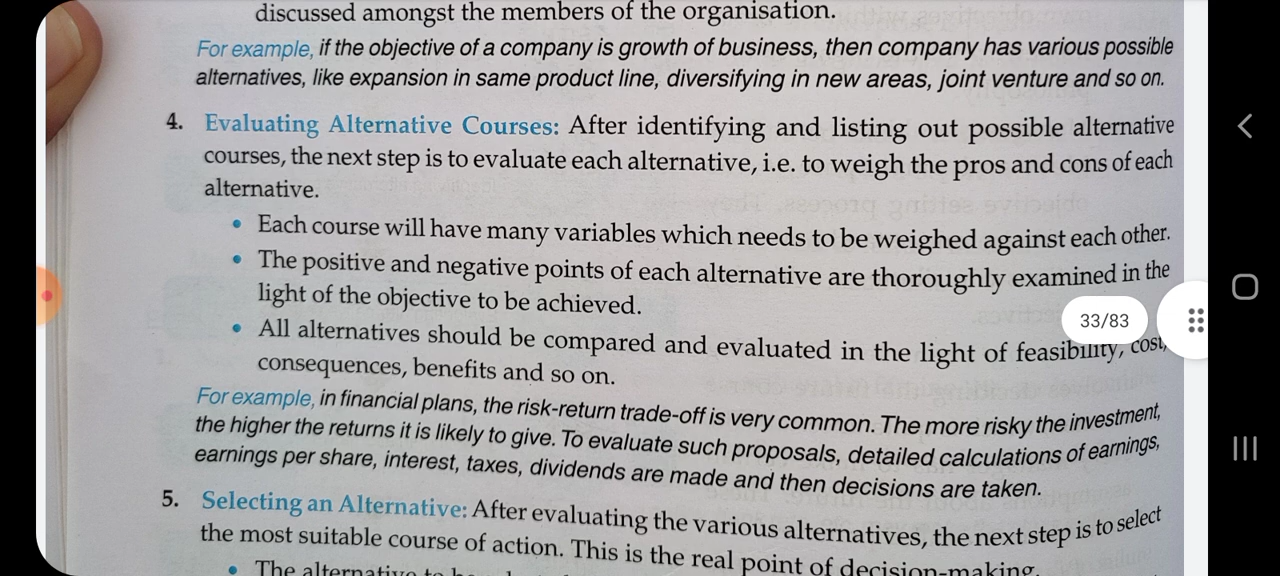 discussed amongst the members of the organisation.
For example, if the objective of a company is growth of business, then company has various possible
alternatives, like expansion in same product line, diversifying in new areas, joint venture and so on.
4. Evaluating Alternative Courses: After identifying and listing out possible alternative
courses, the next step is to evaluate each alternative, i.e. to weigh the pros and cons of each
alternative.
• Each course will have many variables which needs to be weighed against each other.
• The positive and negative points of each alternative are thoroughly examined in the
light of the objective to be achieved.
33/83
• All alternatives should be compared and evaluated in the light of feasibility, cost,
consequences, benefits and so on.
For example, in financial plans, the risk-return trade-off is very common. The more risky the investment,
the higher the returns it is likely to give. To evaluate such proposals, detailed calculations of earnings,
earnings per share, interest, taxes, dividends are made and then decisions are taken.
5. Selecting an Alternative: After evaluating the various alternatives, the next step is to select
the most suitable course of action. This is the real point of decision-making.
• The alternative to